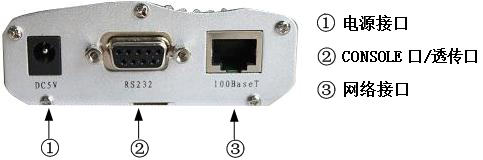 DC5V
RS232
100BaseT
① ② ③
① 电源接口
② CONSOLE 口/透传口
③ 网络接口